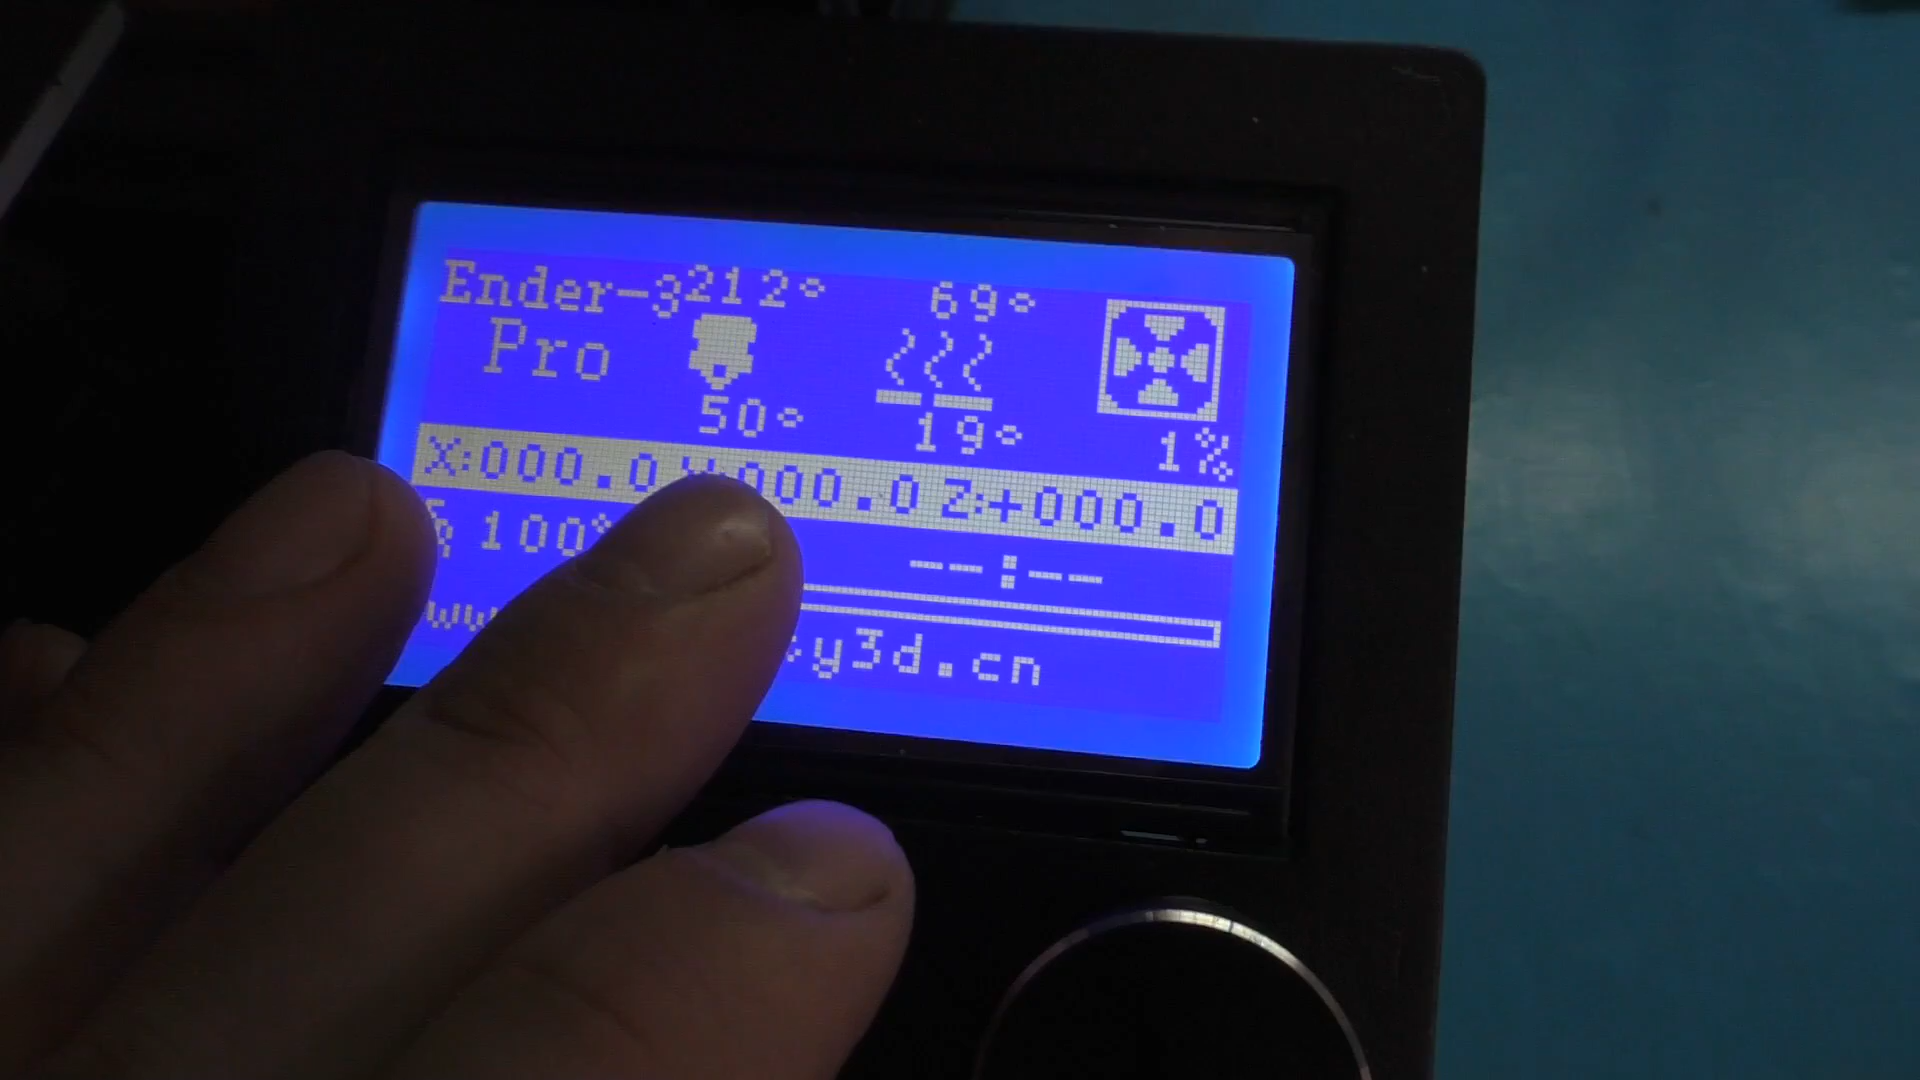 Ender-3 212° 69°
Pro
50° 19° 1%
X:000.0 Y:000.0 Z:+000.0
100% --:--
y3d.cn